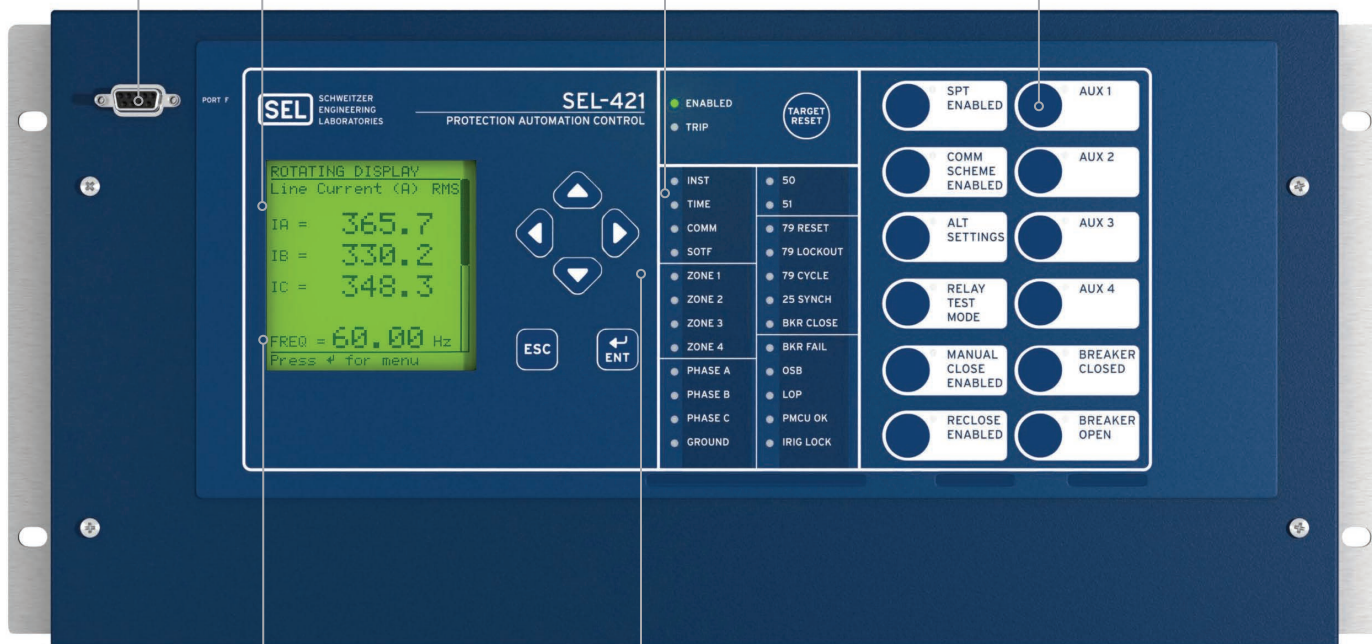 PORT F
SEL
SCHWEITZER
ENGINEERING
LABORATORIES
SEL-421
PROTECTION AUTOMATION CONTROL
ROTATING DISPLAY
Line Current (A) RMS
IA = 365.7
IB = 330.2
IC = 348.3
FREQ = 60.00 Hz
Press ↵ for menu
ESC
ENT
ENABLED
TRIP
TARGET
RESET
INST
TIME
COMM
SOTF
ZONE 1
ZONE 2
ZONE 3
ZONE 4
PHASE A
PHASE B
PHASE C
GROUND
50
51
79 RESET
79 LOCKOUT
79 CYCLE
25 SYNCH
BKR CLOSE
BKR FAIL
OSB
LOP
PMCU OK
IRIG LOCK
SPT
ENABLED
COMM
SCHEME
ENABLED
ALT
SETTINGS
RELAY
TEST
MODE
MANUAL
CLOSE
ENABLED
RECLOSE
ENABLED
AUX 1
AUX 2
AUX 3
AUX 4
BREAKER
CLOSED
BREAKER
OPEN